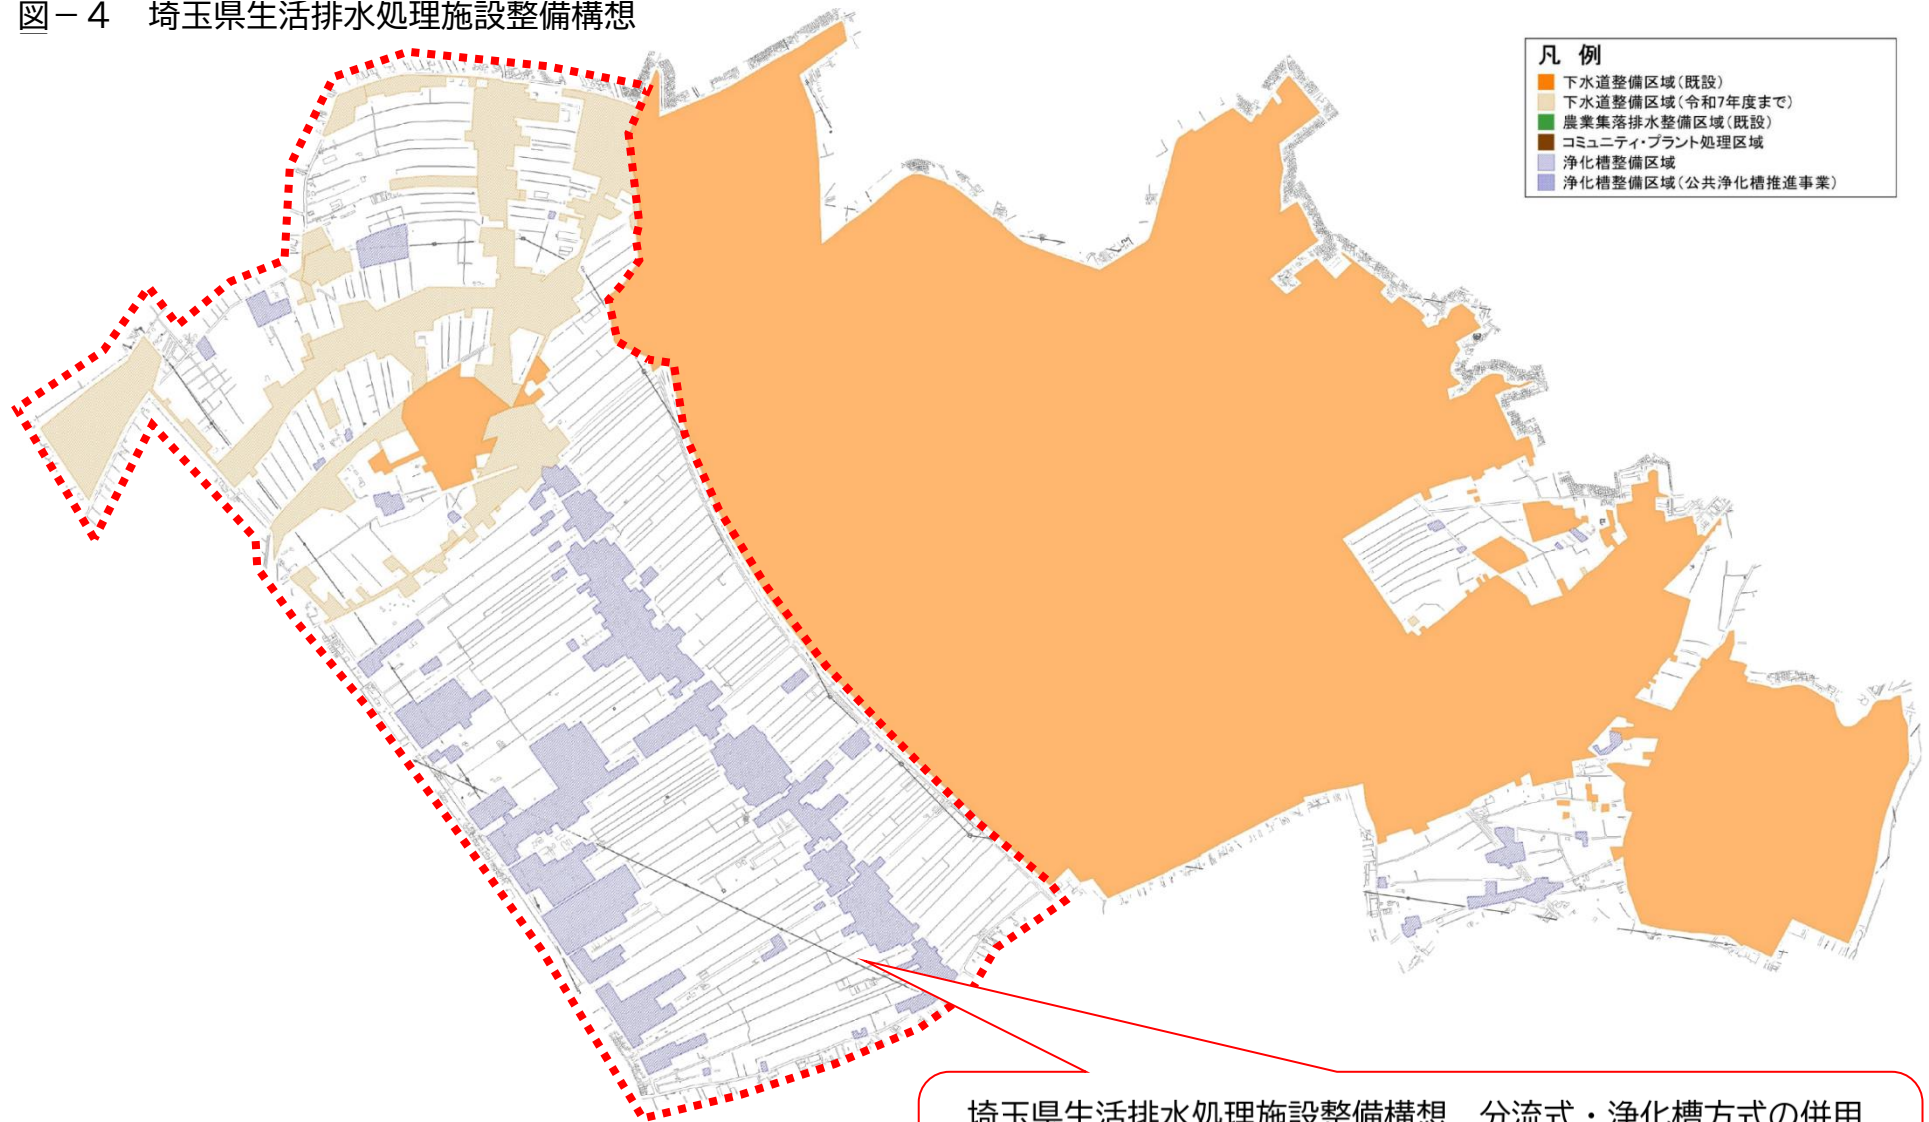 図－４　埼玉県生活排水処理施設整備構想
凡 例
下水道整備区域（既設）
下水道整備区域（令和7年度まで）
農業集落排水整備区域（既設）
コミュニティ・プラント処理区域
浄化槽整備区域
浄化槽整備区域（公共浄化槽推進事業）
埼玉県生活排水処理施設整備構想　分流式・浄化槽方式の併用